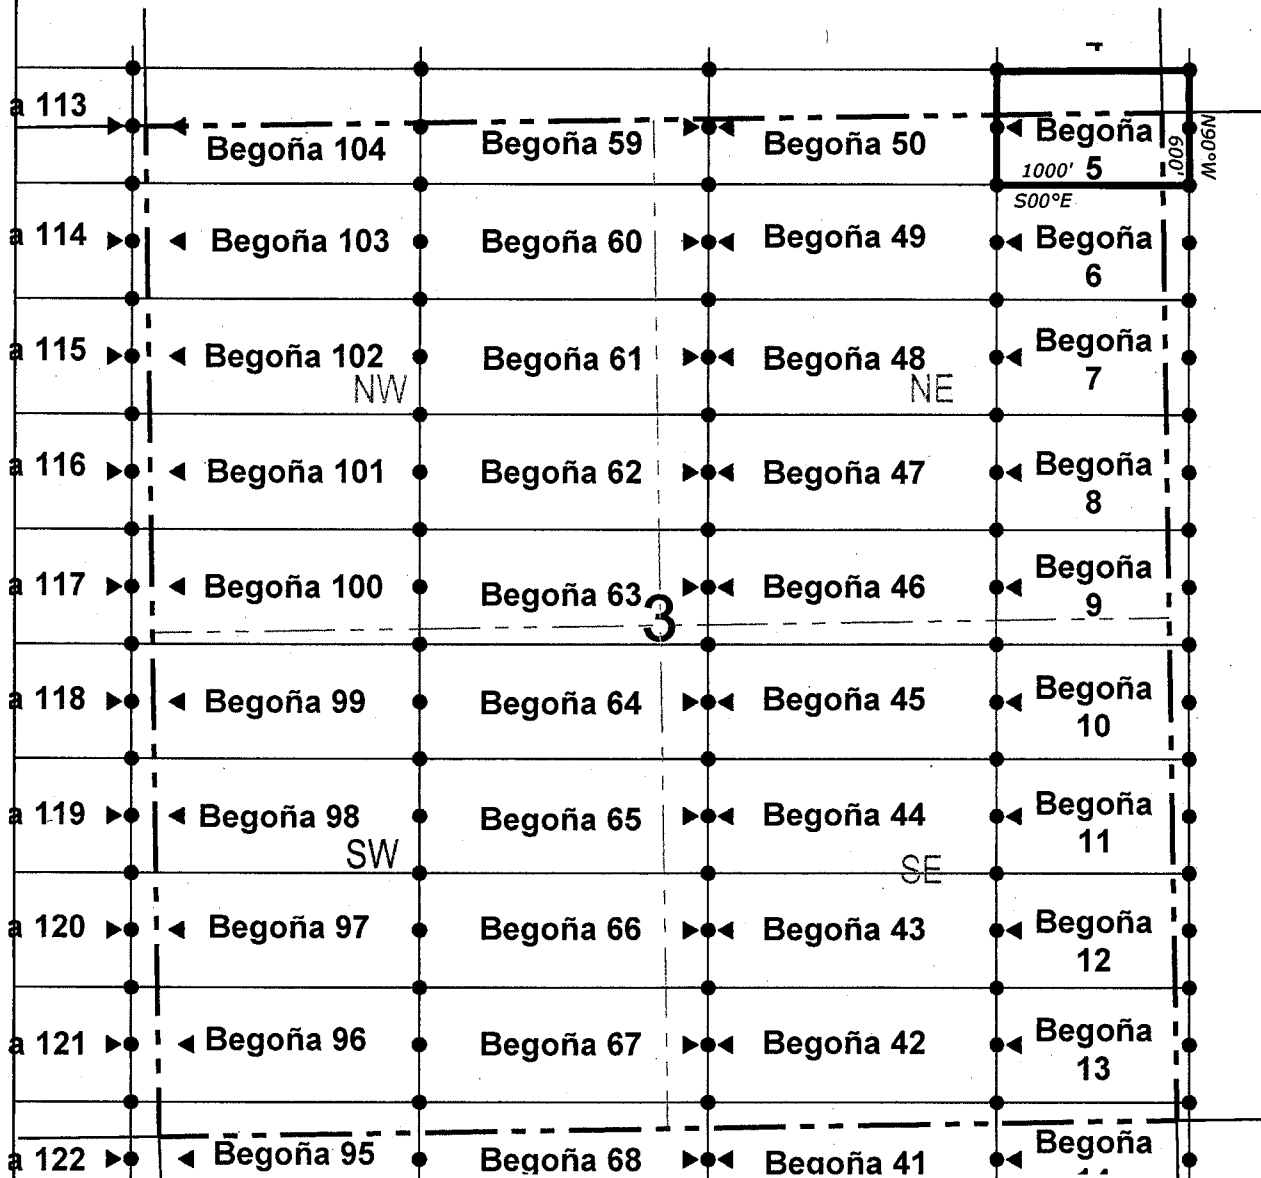 a 113
Begoña 104
Begoña 59
Begoña 50
Begoña
5
1000'
600'
N90°W
S00°E
a 114
Begoña 103
Begoña 60
Begoña 49
Begoña
6
a 115
Begoña 102
Begoña 61
Begoña 48
Begoña
7
NW
NE
a 116
Begoña 101
Begoña 62
Begoña 47
Begoña
8
a 117
Begoña 100
Begoña 63
Begoña 46
Begoña
9
3
a 118
Begoña 99
Begoña 64
Begoña 45
Begoña
10
a 119
Begoña 98
Begoña 65
Begoña 44
Begoña
11
SW
SE
a 120
Begoña 97
Begoña 66
Begoña 43
Begoña
12
a 121
Begoña 96
Begoña 67
Begoña 42
Begoña
13
a 122
Begoña 95
Begoña 68
Begoña 41
Begoña